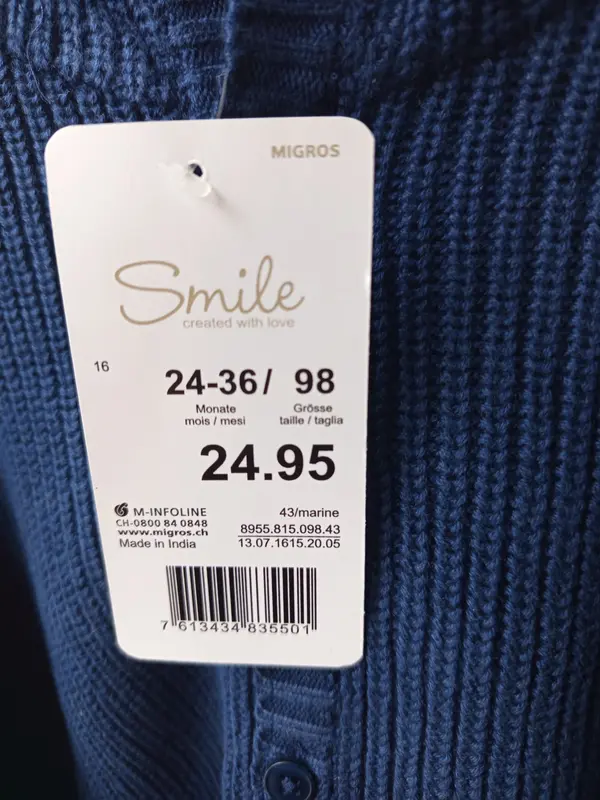 MIGROS
Smile
created with love
16
24-36/ 98
Monate Grösse
mois / mesi taille / taglia
24.95
M-INFOLINE 43/marine
CH-0800 84 0848 8955.815.098.43
www.migros.ch 13.07.1615.20.05
Made in India
7 613434 835501